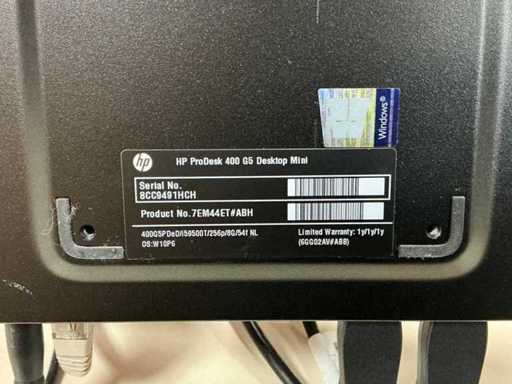 Windows®
hp
HP ProDesk 400 G5 Desktop Mini
Serial No.
8CC9491HCH
Product No.7EM44ET#ABH
400G5PDeD/i59500T/256p/8G/54f NL
OS:W10P6
Limited Warranty: 1y/1y/1y
(6GG02AV#ABB)